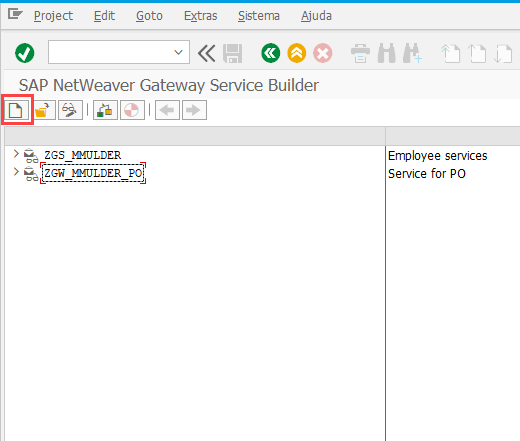 Project Edit Goto Extras Sistema Ajuda
SAP NetWeaver Gateway Service Builder
ZGS_MMULDER Employee services
ZGW_MMULDER_PO Service for PO